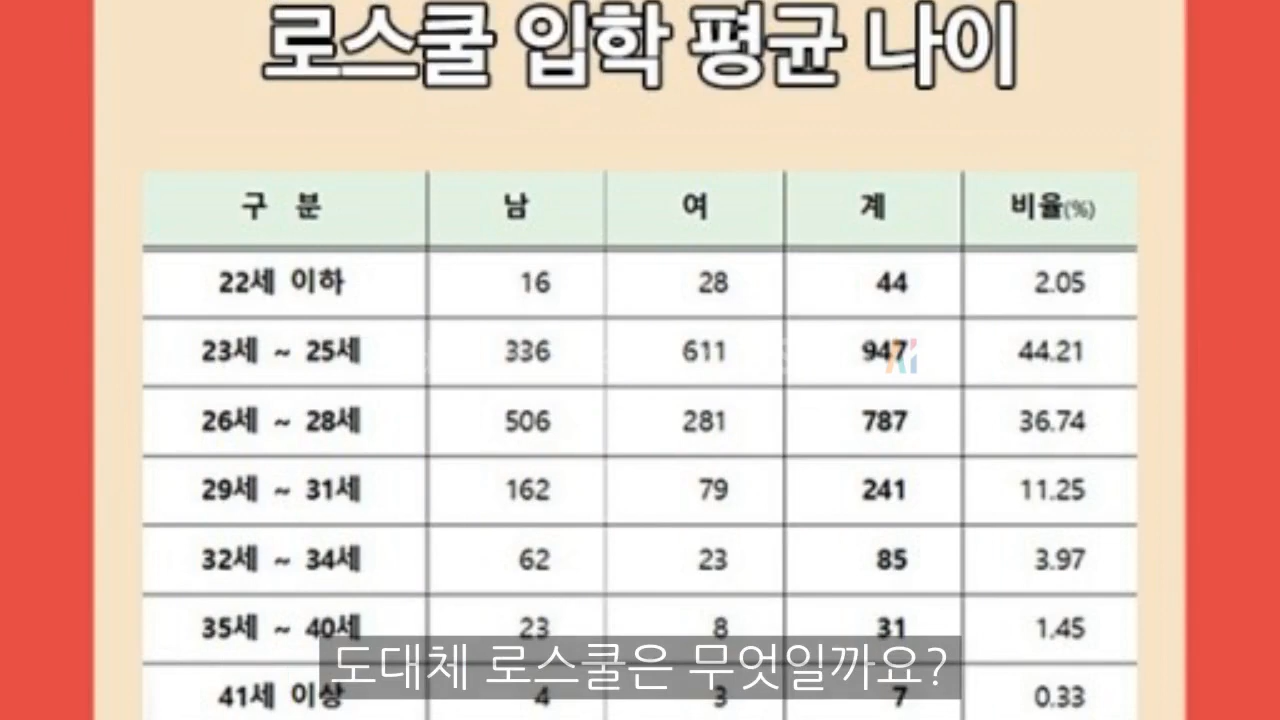 로스쿨 입학 평균 나이
구 분 남 여 계 비율(%)
22세 이하 16 28 44 2.05
23세 ~ 25세 336 611 947 44.21
26세 ~ 28세 506 281 787 36.74
29세 ~ 31세 162 79 241 11.25
32세 ~ 34세 62 23 85 3.97
35세 ~ 40세 23 8 31 1.45
도대체 로스쿨은 무엇일까요?
41세 이상 4 3 7 0.33